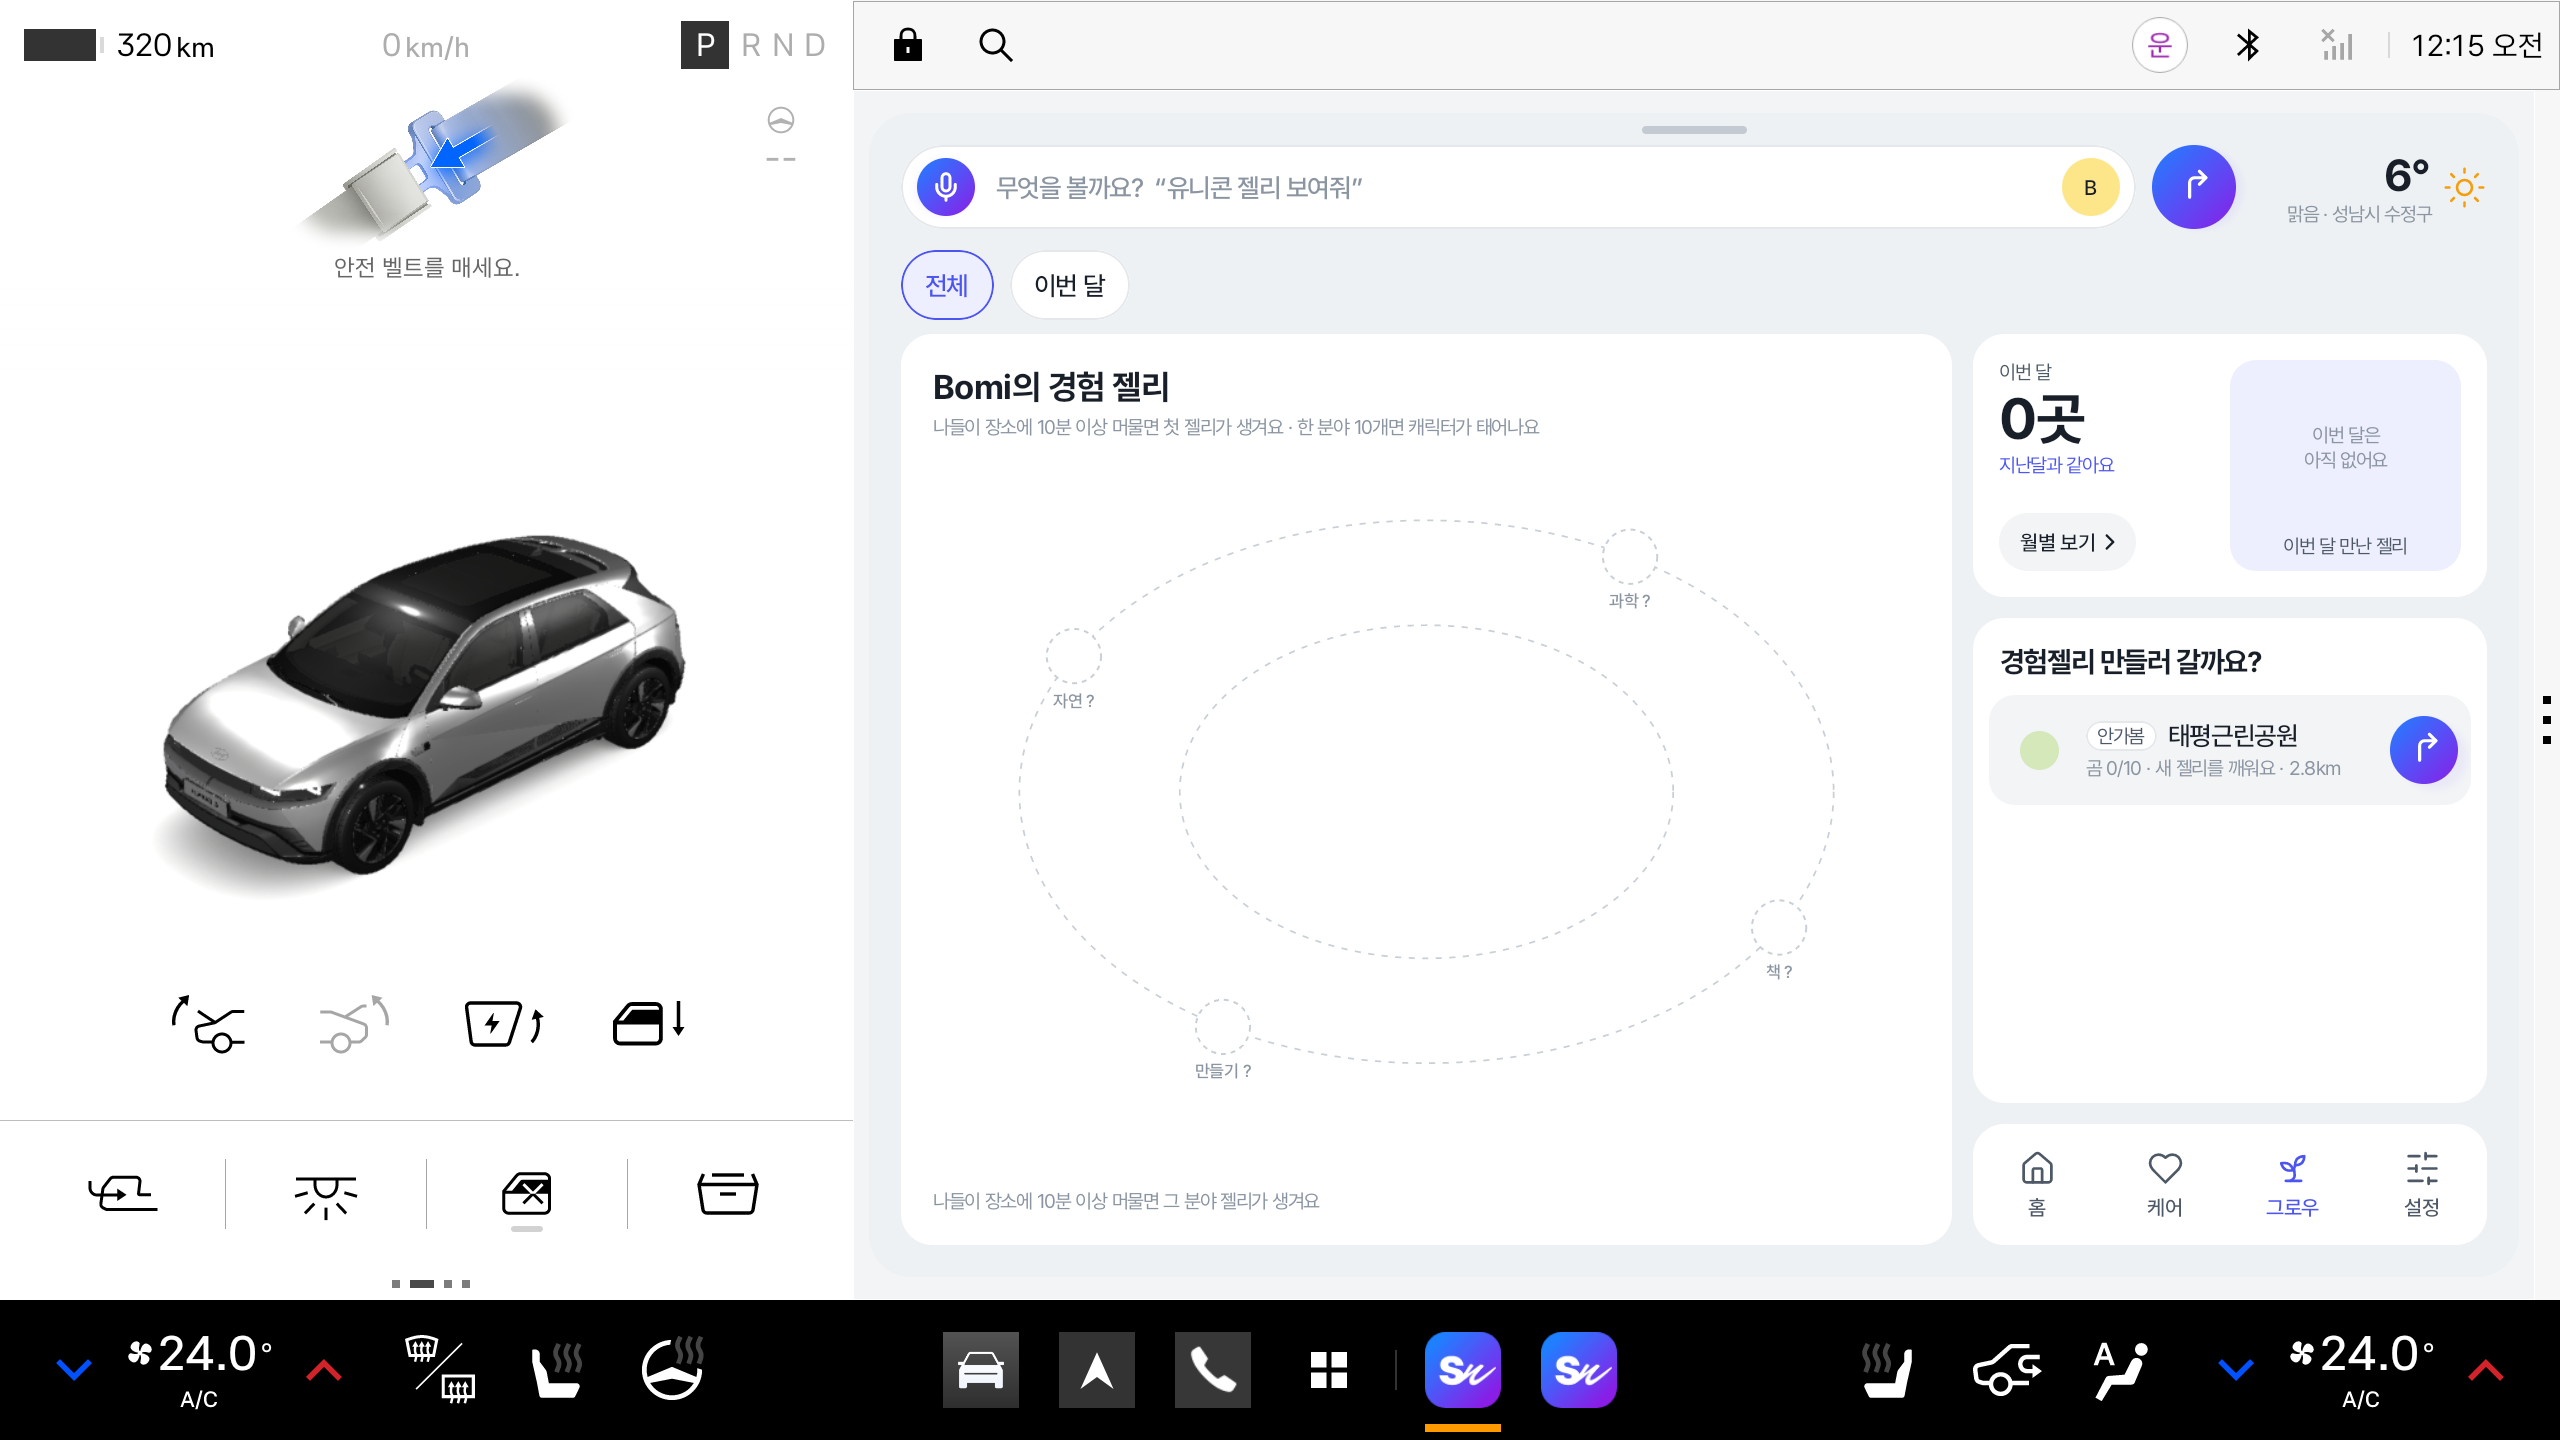 320 km
0 km/h
P R N D
운
12:15 오전
안전 벨트를 매세요.
무엇을 볼까요? “유니콘 젤리 보여줘”
B
6°
맑음 · 성남시 수정구
전체
이번 달
Bomi의 경험 젤리
나들이 장소에 10분 이상 머물면 첫 젤리가 생겨요 · 한 분야 10개면 캐릭터가 태어나요
과학 ?
자연 ?
책 ?
만들기 ?
나들이 장소에 10분 이상 머물면 그 분야 젤리가 생겨요
이번 달
0곳
지난달과 같아요
월별 보기
이번 달은
아직 없어요
이번 달 만난 젤리
경험젤리 만들러 갈까요?
안가봄 태평근린공원
곰 0/10 · 새 젤리를 깨워요 · 2.8km
홈
케어
그로우
설정
24.0°
A/C
Sn
Sn
A
24.0°
A/C